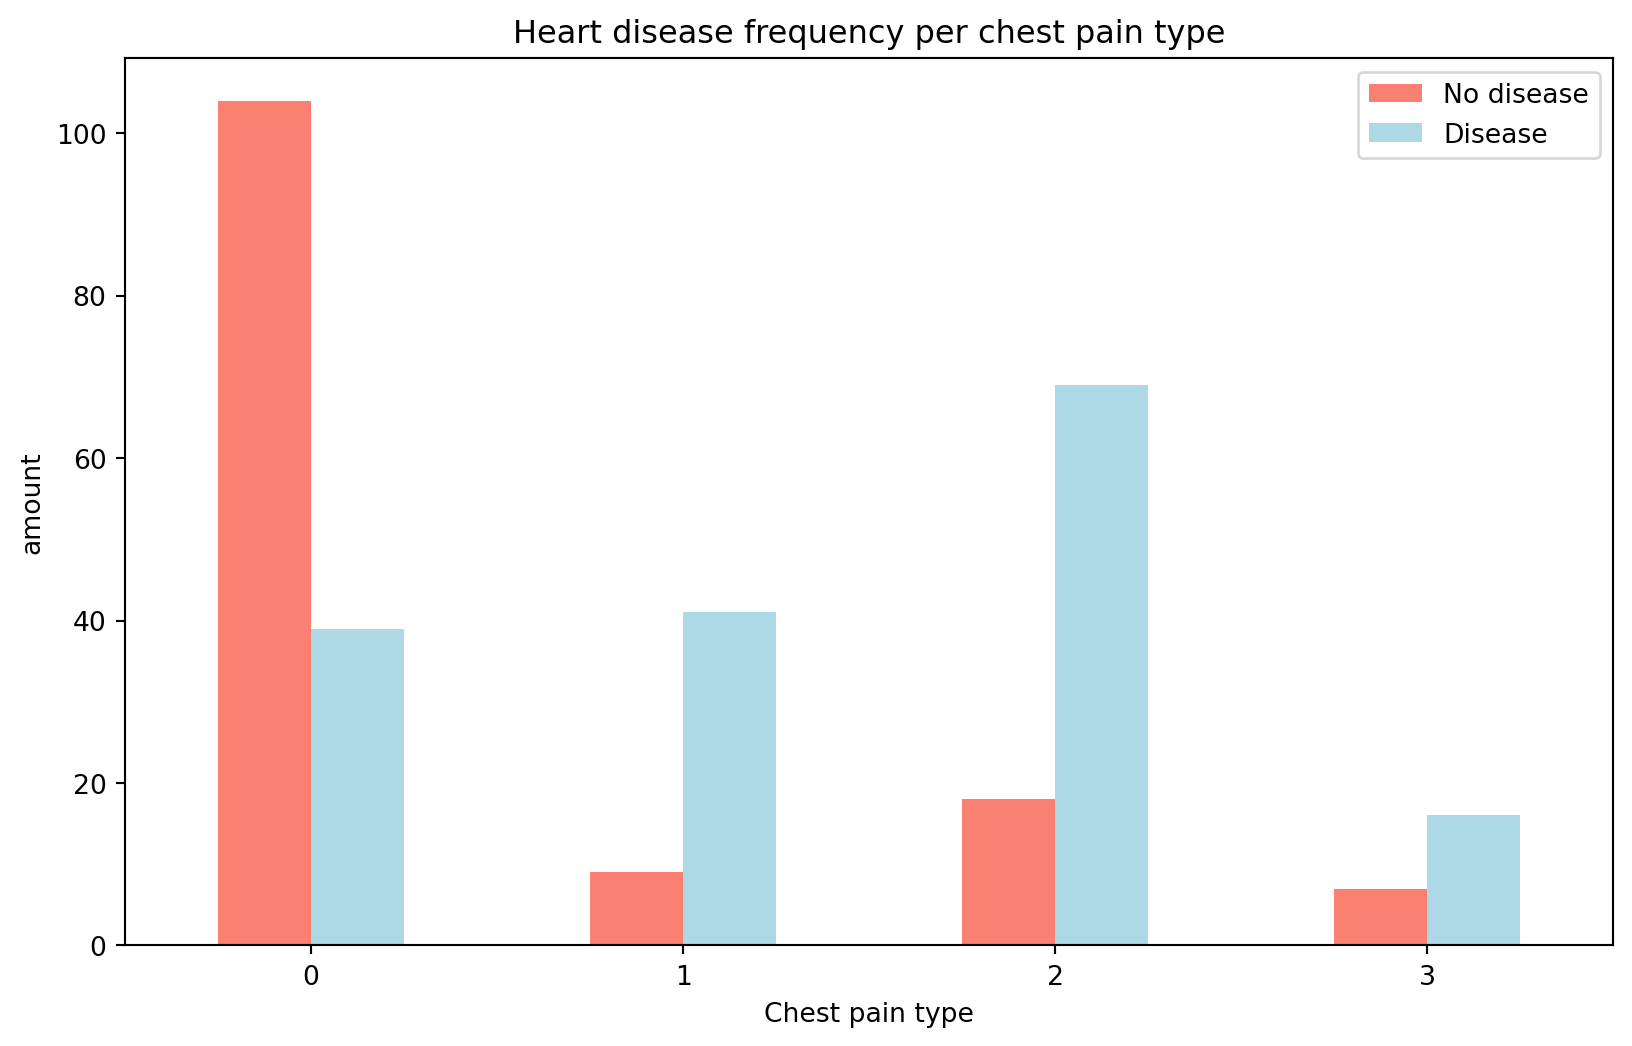 Heart disease frequency per chest pain type
No disease
Disease
100
80
60
40
20
0
amount
0 1 2 3
Chest pain type